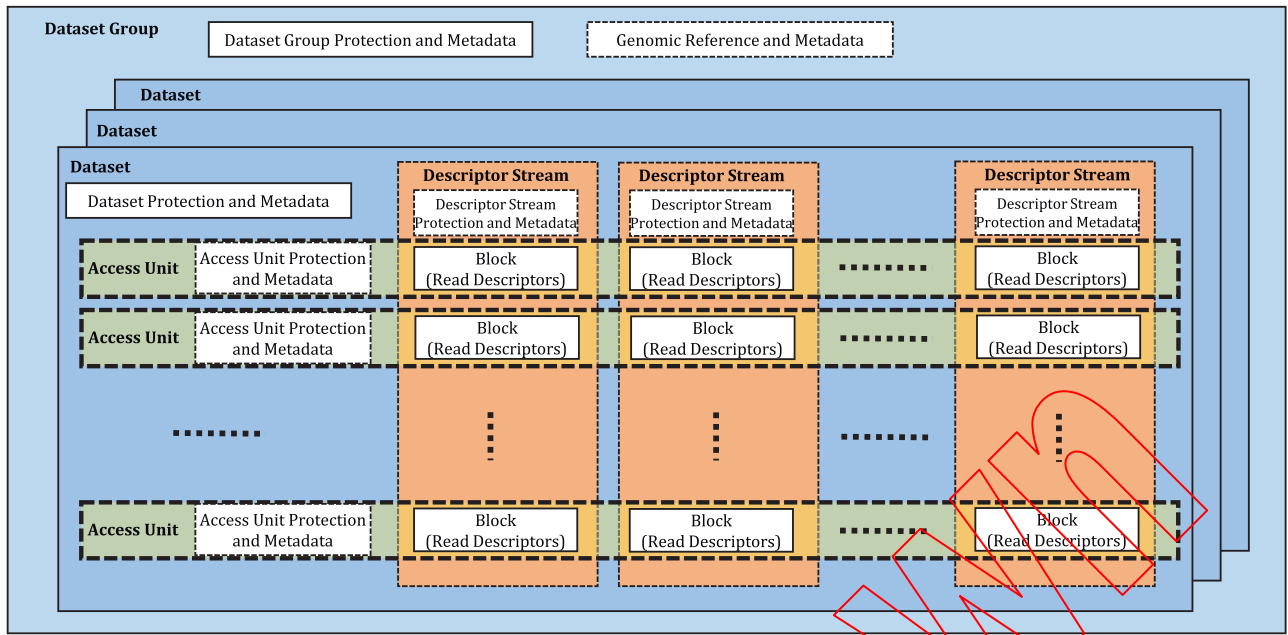 Dataset Group
Dataset Group Protection and Metadata
Genomic Reference and Metadata
Dataset
Dataset
Dataset
Dataset Protection and Metadata
Descriptor Stream
Descriptor Stream
Protection and Metadata
Descriptor Stream
Descriptor Stream
Protection and Metadata
Descriptor Stream
Descriptor Stream
Protection and Metadata
Access Unit
Access Unit Protection
and Metadata
Block
(Read Descriptors)
Block
(Read Descriptors)
Block
(Read Descriptors)
Access Unit
Access Unit Protection
and Metadata
Block
(Read Descriptors)
Block
(Read Descriptors)
Block
(Read Descriptors)
Access Unit
Access Unit Protection
and Metadata
Block
(Read Descriptors)
Block
(Read Descriptors)
Block
(Read Descriptors)